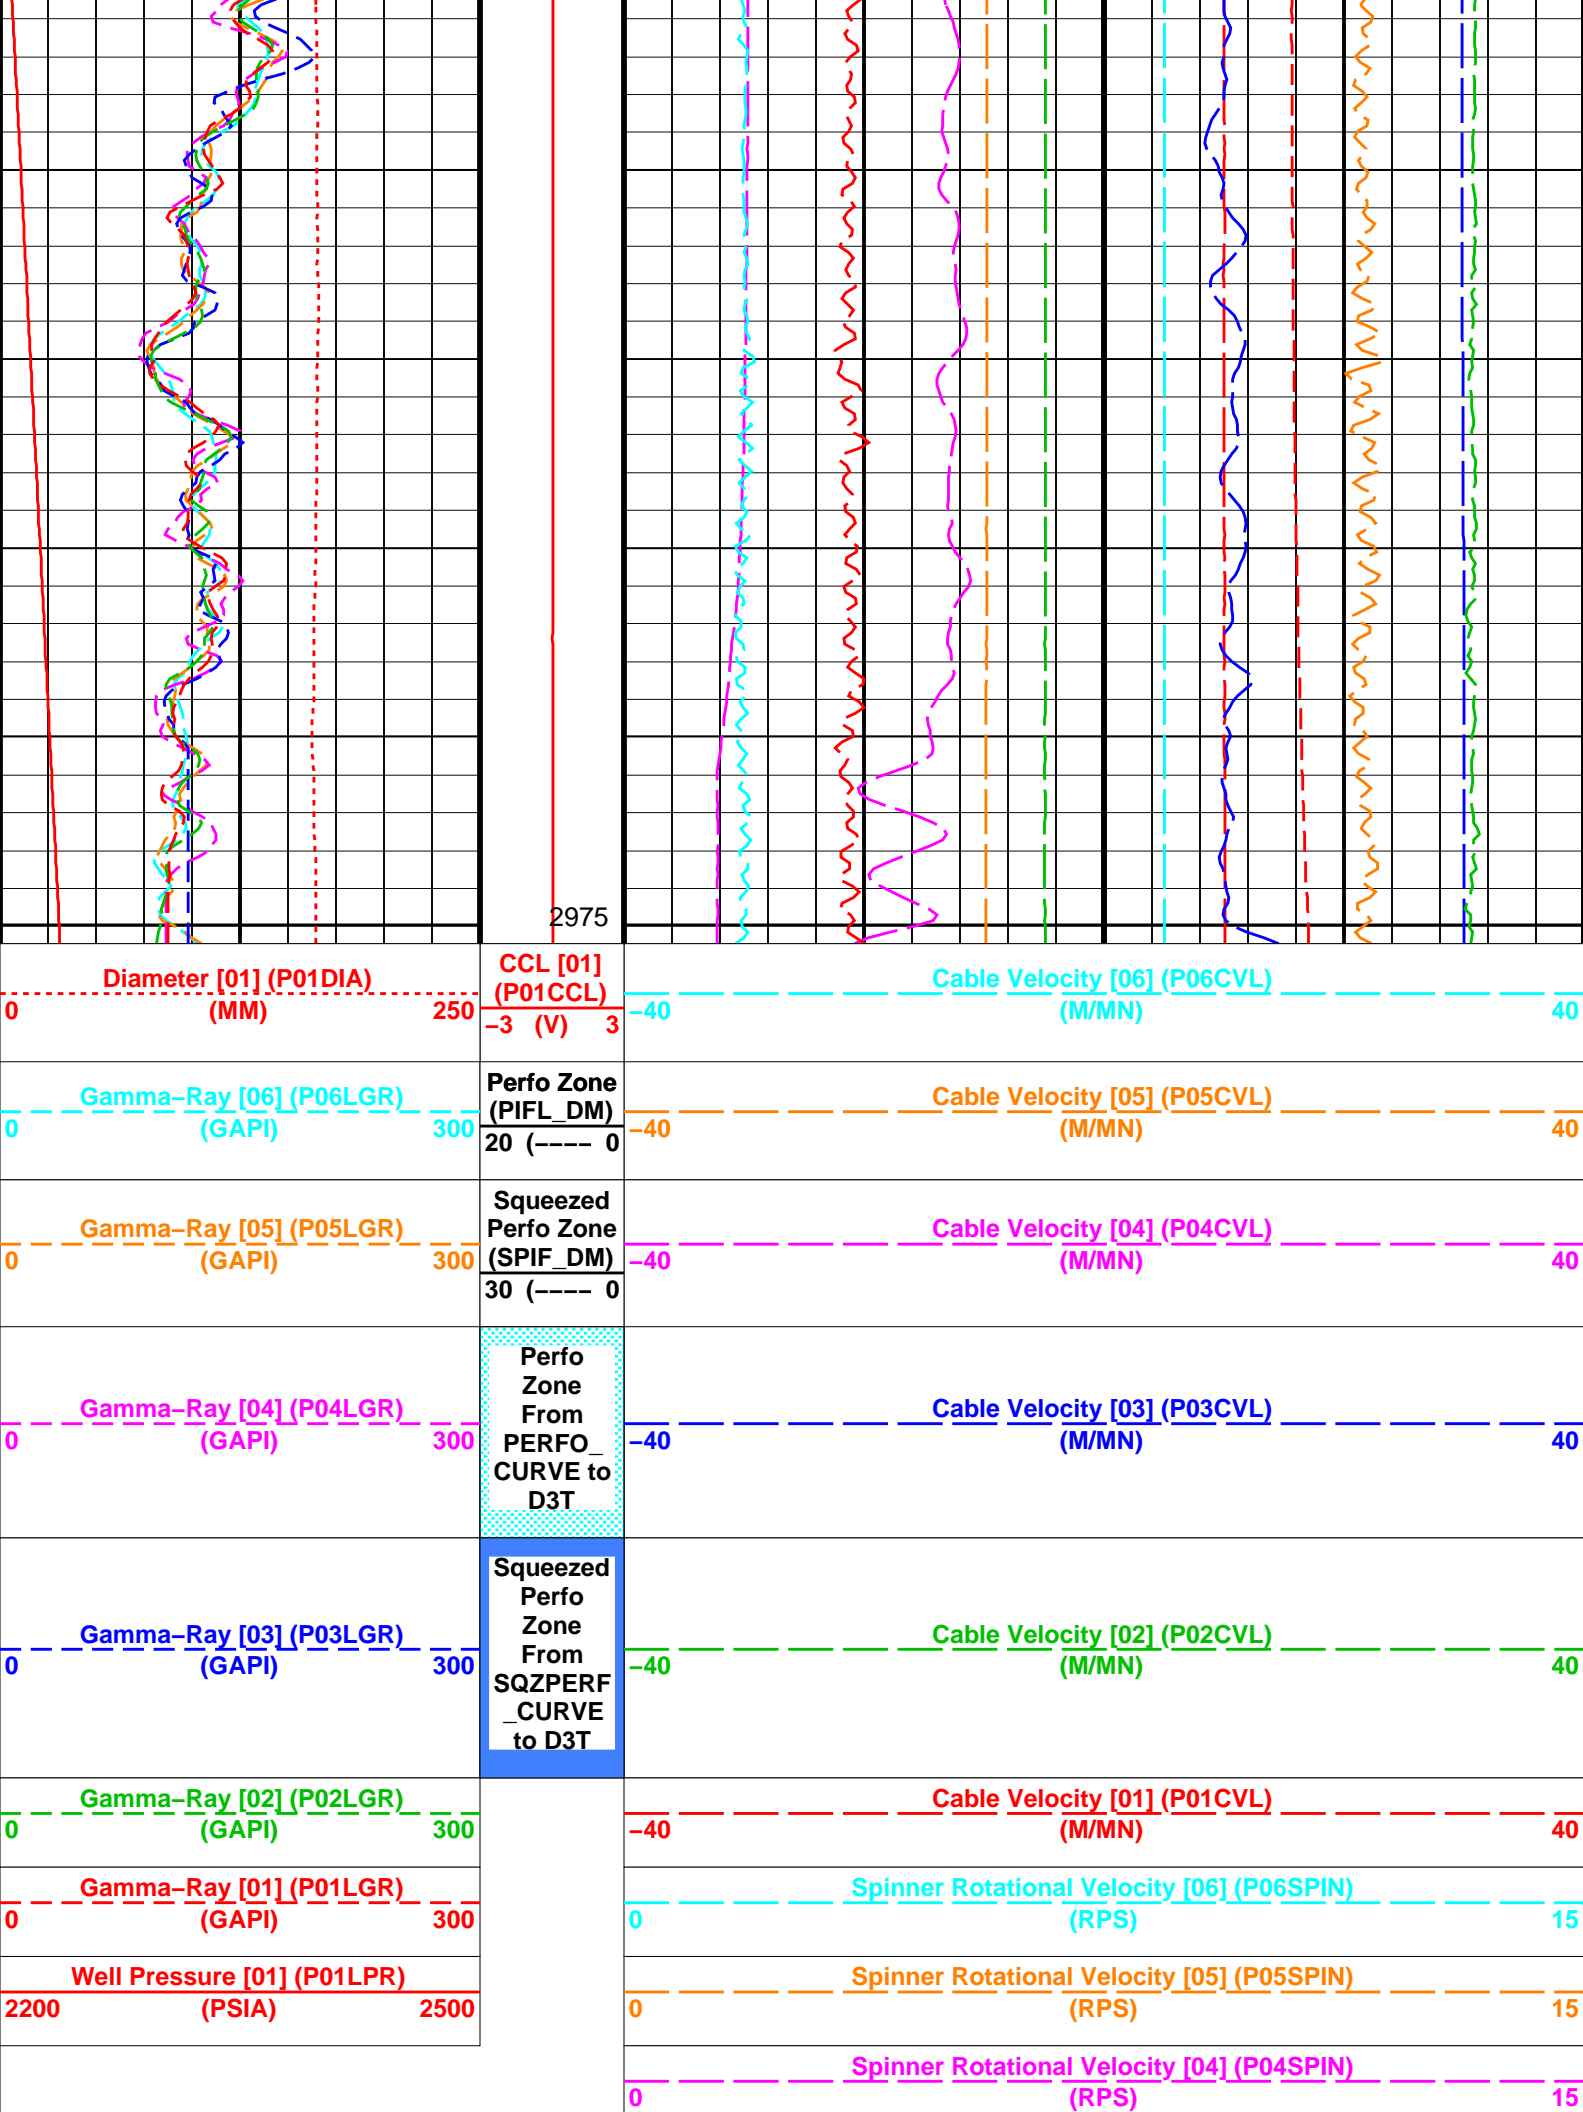 2975
Diameter [01] (P01DIA)
0 (MM) 250
CCL [01]
(P01CCL)
−3 (V) 3
Cable Velocity [06] (P06CVL)
−40 (M/MN) 40
Gamma−Ray [06] (P06LGR)
0 (GAPI) 300
Perfo Zone
(PIFL_DM)
20 (−−−− 0
Cable Velocity [05] (P05CVL)
−40 (M/MN) 40
Gamma−Ray [05] (P05LGR)
0 (GAPI) 300
Squeezed
Perfo Zone
(SPIF_DM)
30 (−−−− 0
Cable Velocity [04] (P04CVL)
−40 (M/MN) 40
Gamma−Ray [04] (P04LGR)
0 (GAPI) 300
Perfo
Zone
From
PERFO_
CURVE to
D3T
Cable Velocity [03] (P03CVL)
−40 (M/MN) 40
Gamma−Ray [03] (P03LGR)
0 (GAPI) 300
Squeezed
Perfo
Zone
From
SQZPERF
_CURVE
to D3T
Cable Velocity [02] (P02CVL)
−40 (M/MN) 40
Gamma−Ray [02] (P02LGR)
0 (GAPI) 300
Cable Velocity [01] (P01CVL)
−40 (M/MN) 40
Gamma−Ray [01] (P01LGR)
0 (GAPI) 300
Spinner Rotational Velocity [06] (P06SPIN)
0 (RPS) 15
Well Pressure [01] (P01LPR)
2200 (PSIA) 2500
Spinner Rotational Velocity [05] (P05SPIN)
0 (RPS) 15
Spinner Rotational Velocity [04] (P04SPIN)
0 (RPS) 15